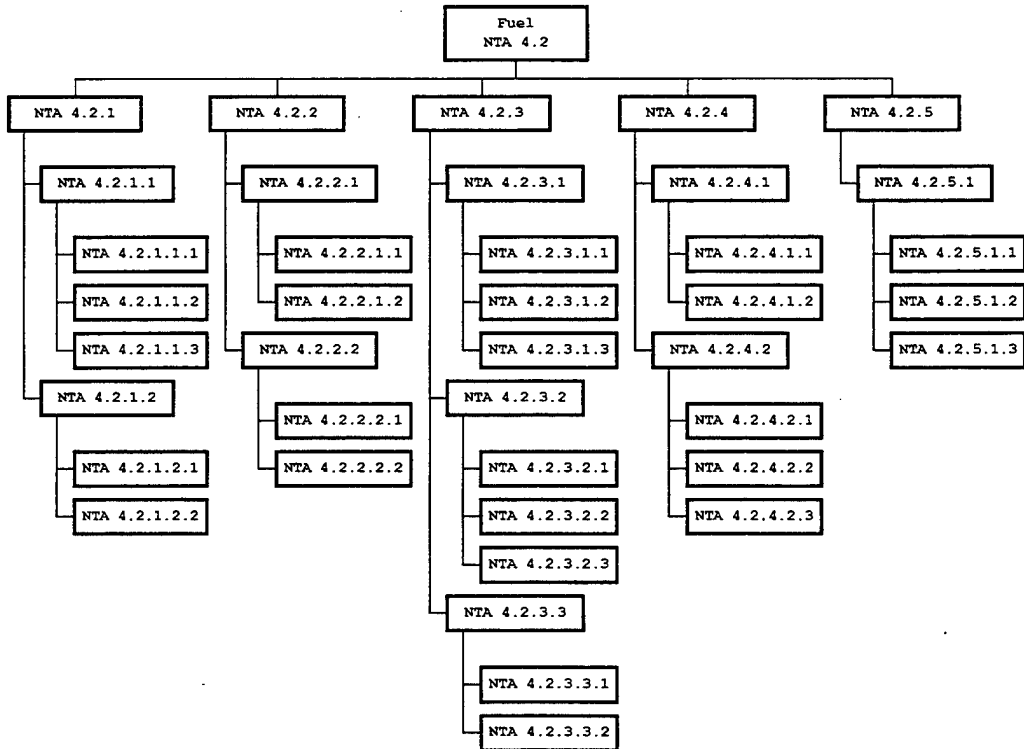 Fuel
NTA 4.2
NTA 4.2.1
NTA 4.2.2
NTA 4.2.3
NTA 4.2.4
NTA 4.2.5
NTA 4.2.1.1
NTA 4.2.2.1
NTA 4.2.3.1
NTA 4.2.4.1
NTA 4.2.5.1
NTA 4.2.1.1.1
NTA 4.2.2.1.1
NTA 4.2.3.1.1
NTA 4.2.4.1.1
NTA 4.2.5.1.1
NTA 4.2.1.1.2
NTA 4.2.2.1.2
NTA 4.2.3.1.2
NTA 4.2.4.1.2
NTA 4.2.5.1.2
NTA 4.2.1.1.3
NTA 4.2.2.2
NTA 4.2.3.1.3
NTA 4.2.4.2
NTA 4.2.5.1.3
NTA 4.2.1.2
NTA 4.2.3.2
NTA 4.2.2.2.1
NTA 4.2.4.2.1
NTA 4.2.1.2.1
NTA 4.2.2.2.2
NTA 4.2.3.2.1
NTA 4.2.4.2.2
NTA 4.2.1.2.2
NTA 4.2.3.2.2
NTA 4.2.4.2.3
NTA 4.2.3.2.3
NTA 4.2.3.3
NTA 4.2.3.3.1
NTA 4.2.3.3.2